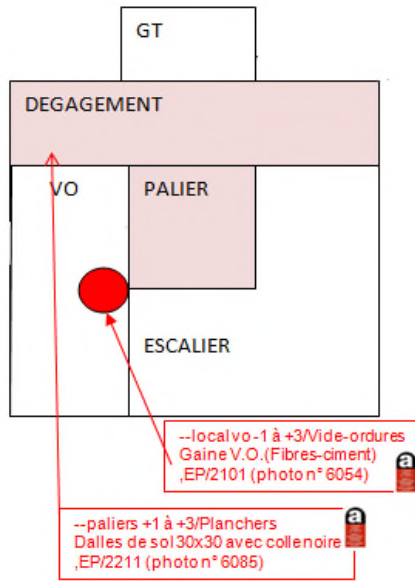 GT
DEGAGEMENT
VO
PALIER
ESCALIER
--local vo -1 à +3/Vide-ordures
Gaine V.O.(Fibres-ciment)
,EP/2101 (photo n° 6054)
a
--paliers +1 à +3/Planchers
Dalles de sol 30x30 avec colle noire
,EP/2211 (photo n° 6085)
a